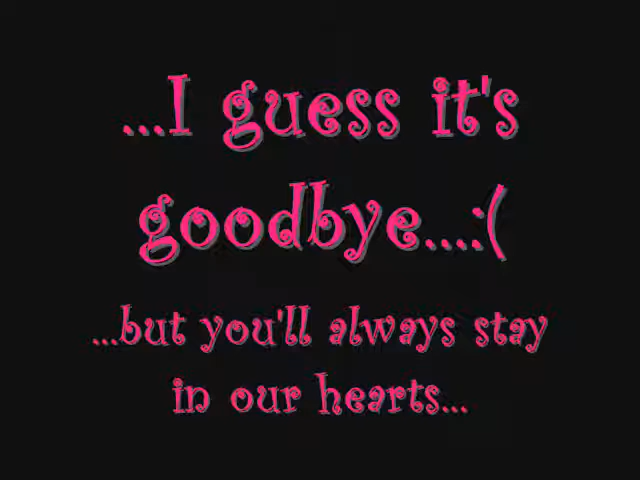 ...I guess it's
goodbye....:(
...but you'll always stay
in our hearts...